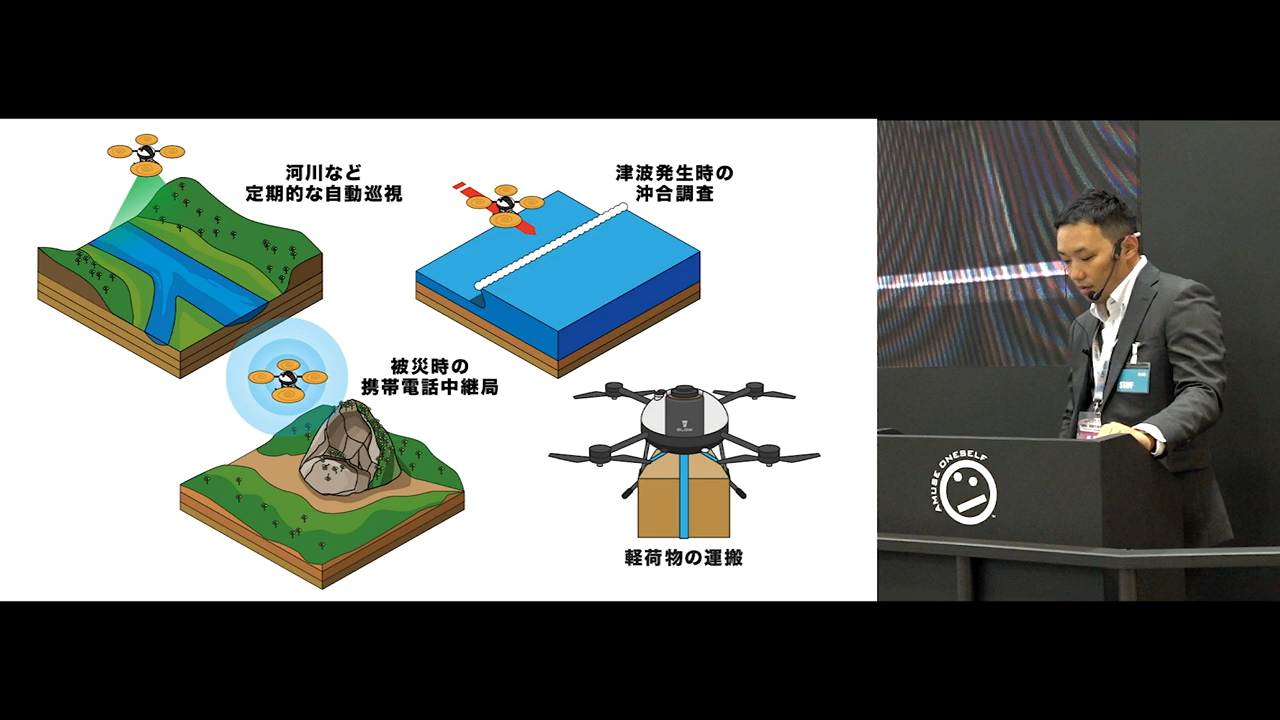 河川など
定期的な自動巡視
津波発生時の
沖合調査
被災時の
携帯電話中継局
軽荷物の運搬
GLOW
STAFF
AMUSE ONESELF